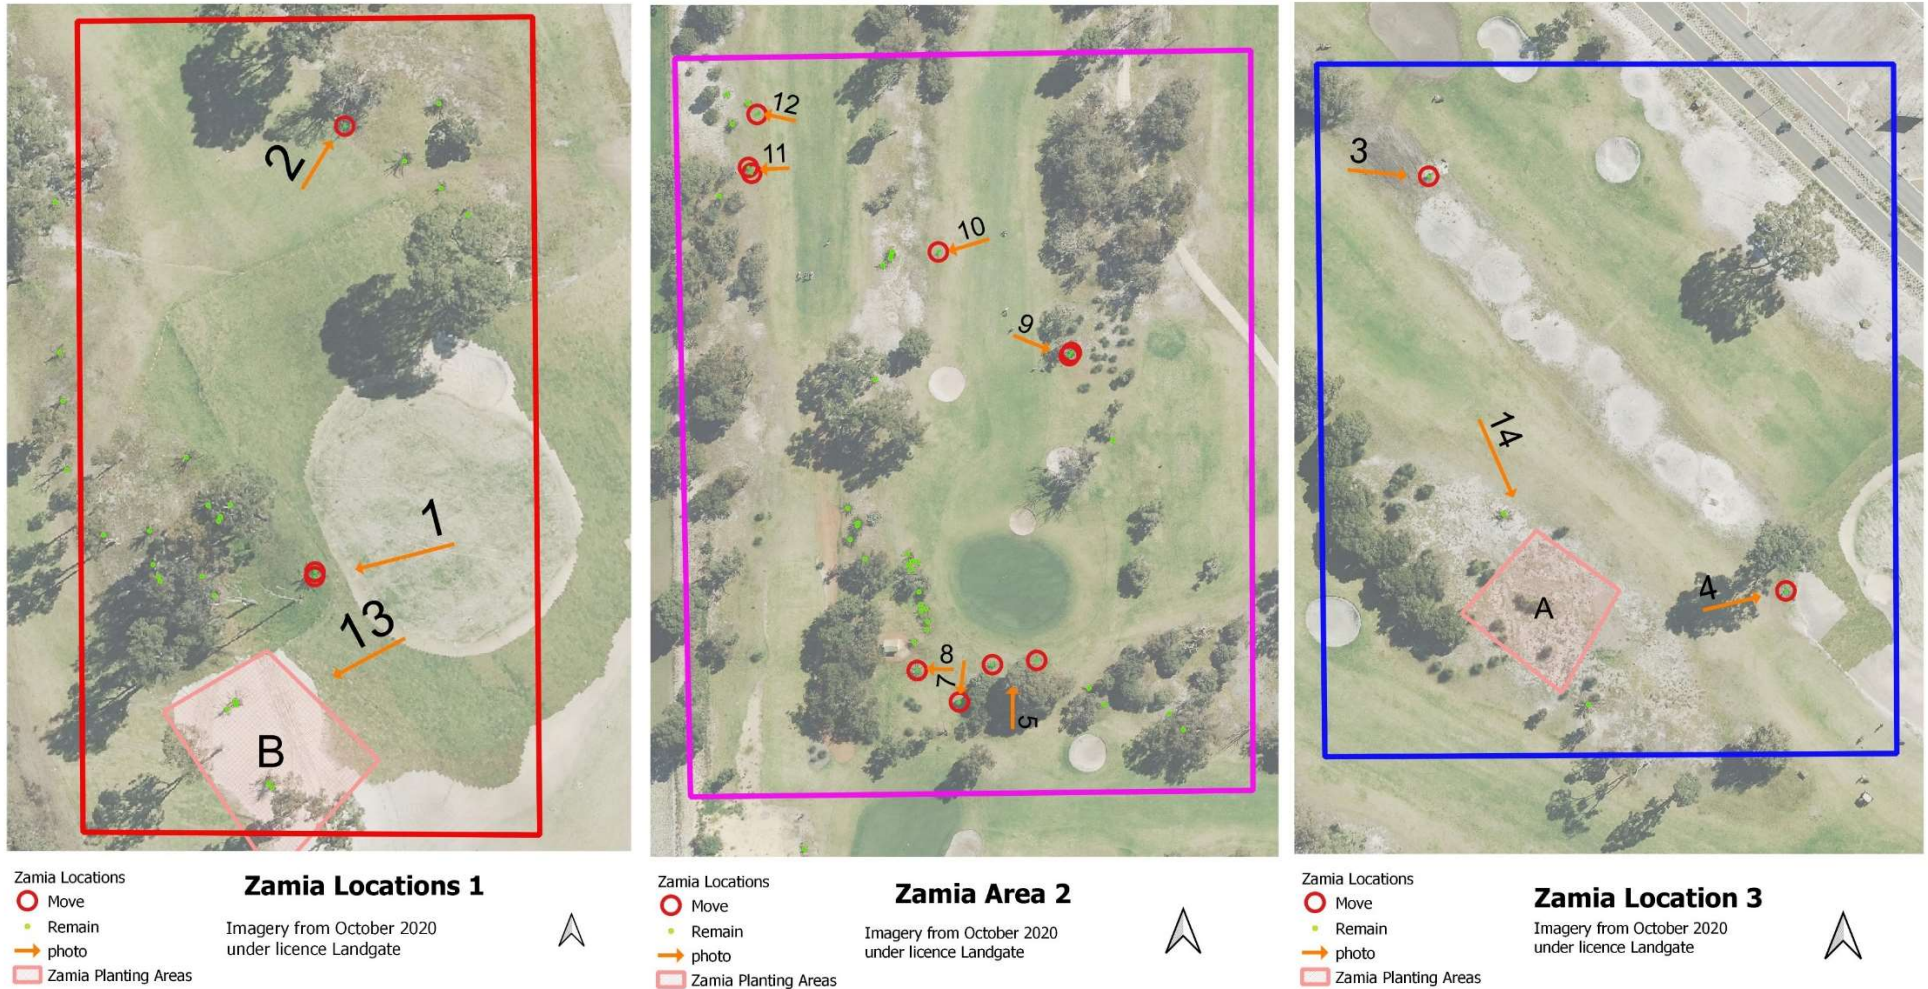 2
1
13
B
Zamia Locations
Move
Remain
photo
Zamia Planting Areas
Zamia Locations 1
Imagery from October 2020
under licence Landgate
12
11
10
9
8
7
5
Zamia Locations
Move
Remain
photo
Zamia Planting Areas
Zamia Area 2
Imagery from October 2020
under licence Landgate
3
14
4
A
Zamia Locations
Move
Remain
photo
Zamia Planting Areas
Zamia Location 3
Imagery from October 2020
under licence Landgate